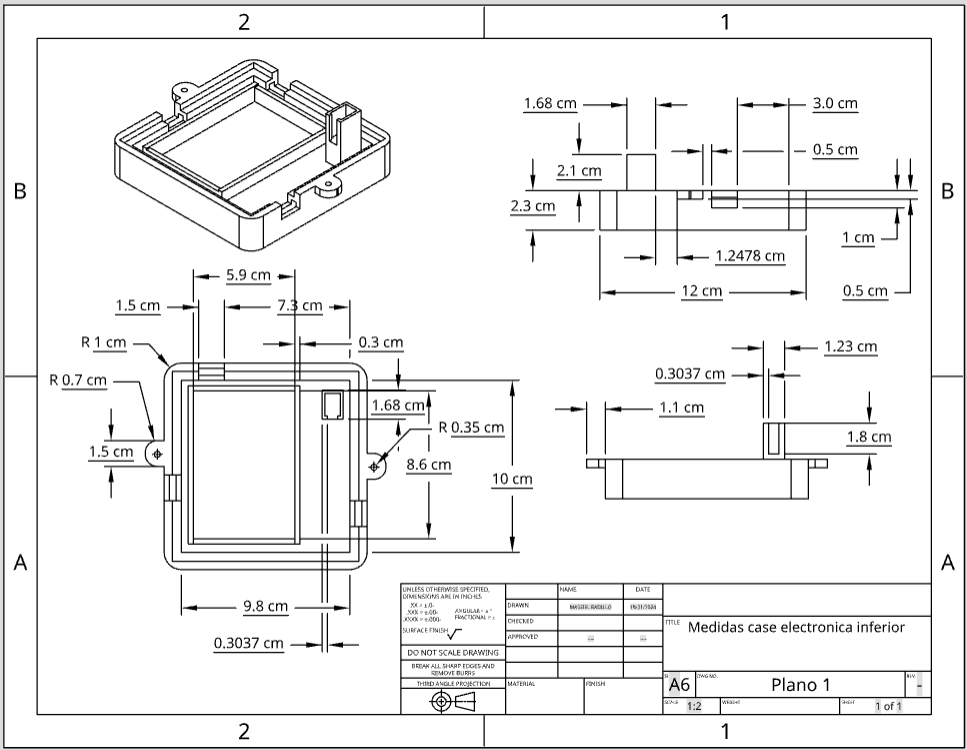 2
1
B
B
A
A
2
1
1.68 cm
3.0 cm
0.5 cm
2.1 cm
2.3 cm
1 cm
1.2478 cm
0.5 cm
12 cm
5.9 cm
1.5 cm
7.3 cm
R 1 cm
0.3 cm
R 0.7 cm
1.68 cm
R 0.35 cm
1.5 cm
8.6 cm
10 cm
9.8 cm
0.3037 cm
1.23 cm
0.3037 cm
1.1 cm
1.8 cm
UNLESS OTHERWISE SPECIFIED,
DIMENSIONS ARE IN INCHES
.XX = ±.0-
.XXX = ±.00-
.XXXX = ±.000-
ANGULAR = ± °
FRACTIONAL = ±
SURFACE FINISH
DO NOT SCALE DRAWING
BREAK ALL SHARP EDGES AND
REMOVE BURRS
THIRD ANGLE PROJECTION
NAME
DATE
DRAWN
CHECKED
APPROVED
MATERIAL
FINISH
TITLE
Medidas case electronica inferior
A6
DWG NO.
Plano 1
REV.
-
SCALE
1:2
WEIGHT
SHEET
1 of 1